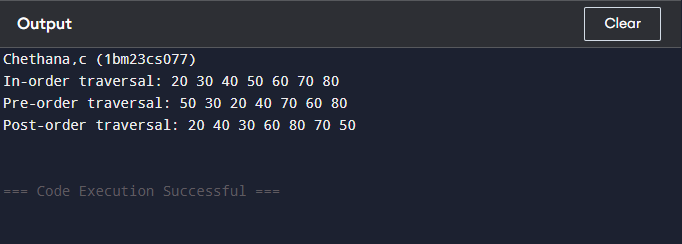 Output
Clear
Chethana,c (1bm23cs077)
In-order traversal: 20 30 40 50 60 70 80
Pre-order traversal: 50 30 20 40 70 60 80
Post-order traversal: 20 40 30 60 80 70 50
=== Code Execution Successful ===